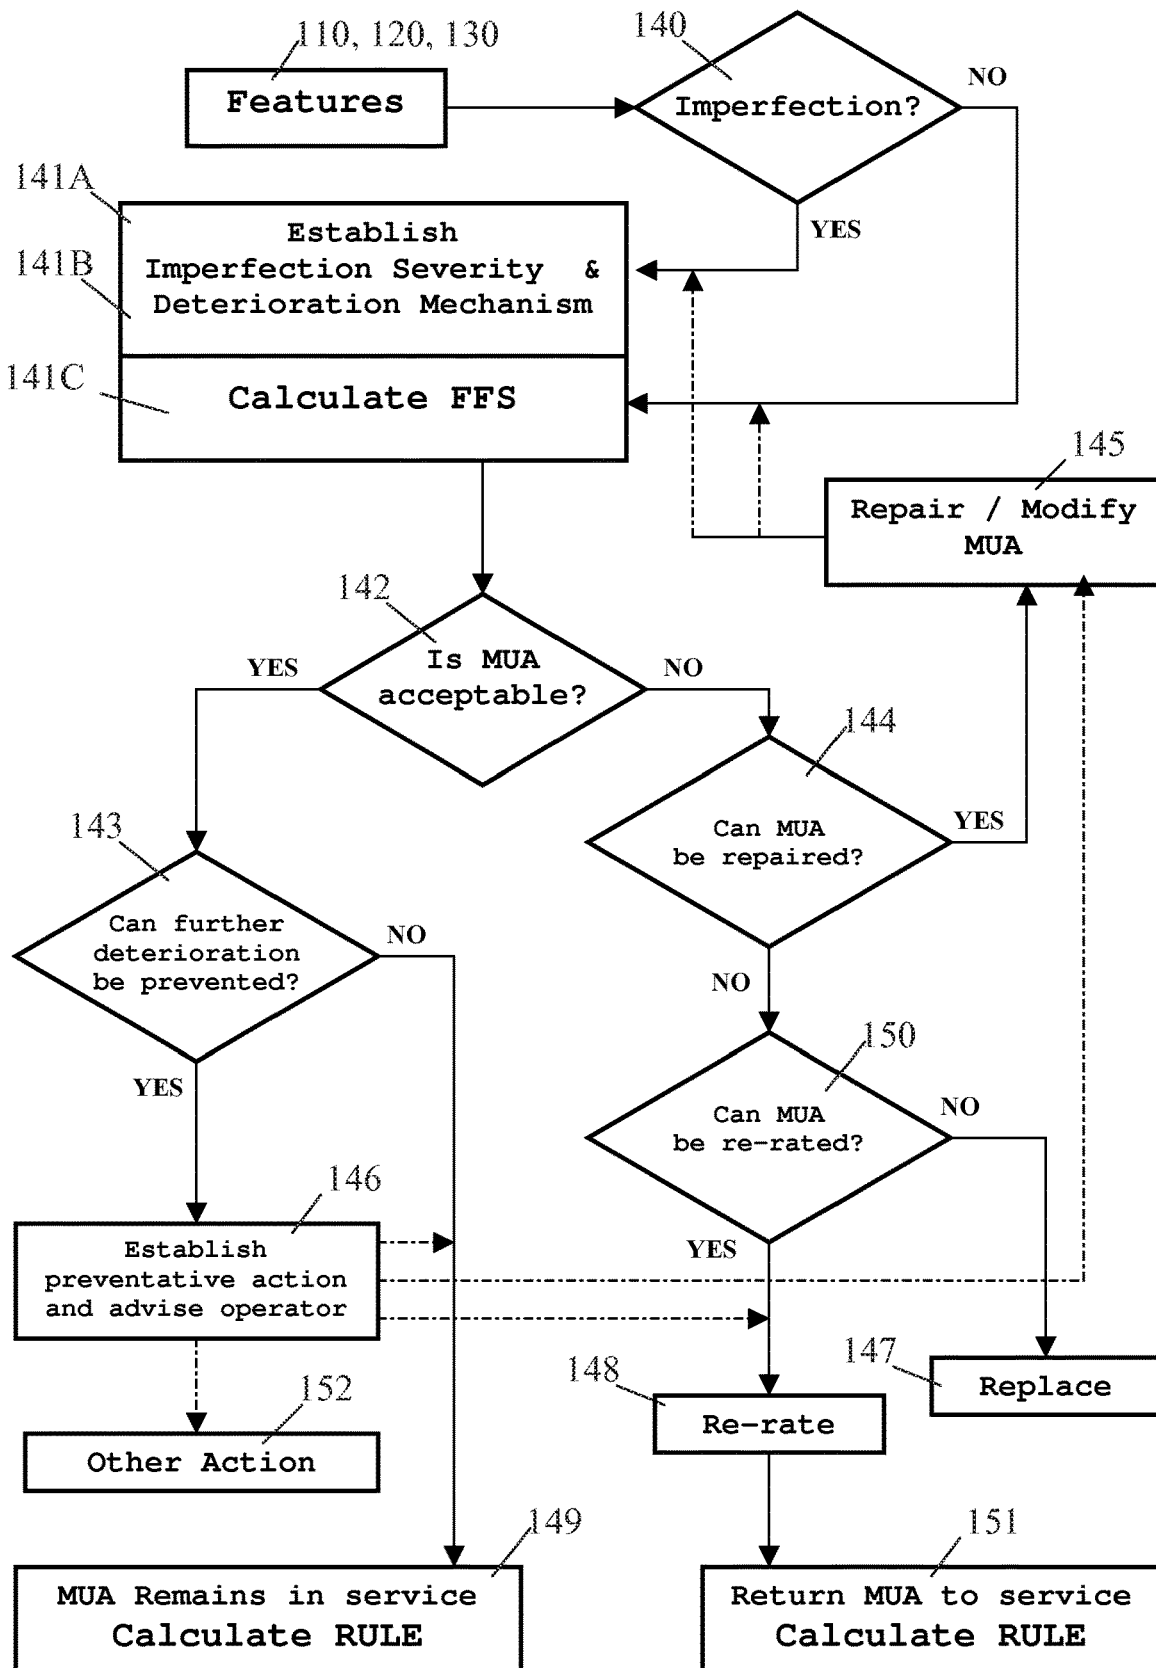 110, 120, 130
140
Features
Imperfection?
NO
141A
YES
Establish
141B
Imperfection Severity &
Deterioration Mechanism
141C
Calculate FFS
145
Repair / Modify
MUA
142
YES
Is MUA
acceptable?
NO
144
143
Can MUA
be repaired?
YES
Can further
deterioration
be prevented?
NO
NO
150
YES
Can MUA
be re-rated?
NO
146
Establish
preventative action
and advise operator
YES
147
148
Replace
152
Re-rate
Other Action
149
151
MUA Remains in service
Calculate RULE
Return MUA to service
Calculate RULE